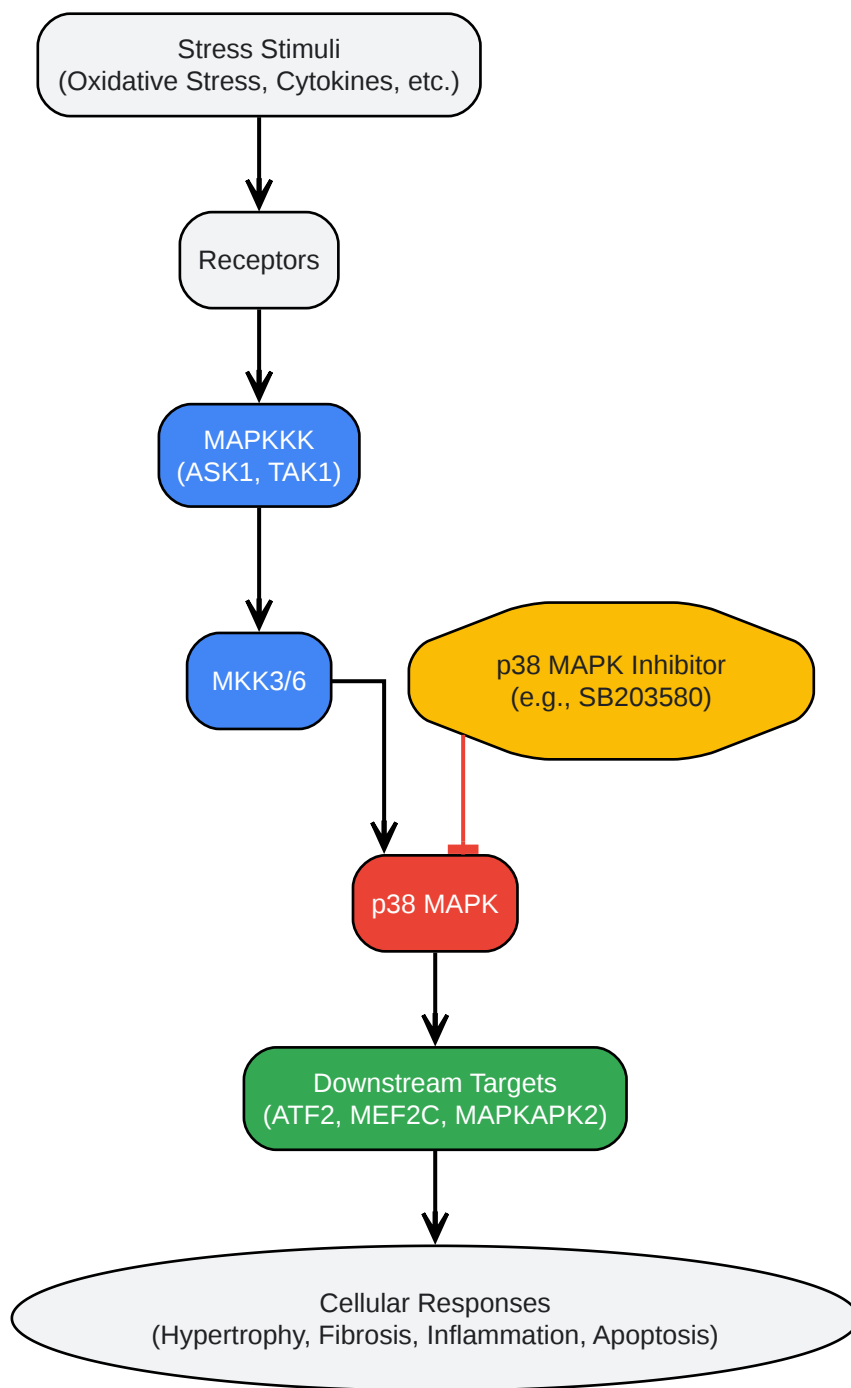 Stress Stimuli
(Oxidative Stress, Cytokines, etc.)
Receptors
MAPKKK
(ASK1, TAK1)
MKK3/6
p38 MAPK Inhibitor
(e.g., SB203580)
p38 MAPK
Downstream Targets
(ATF2, MEF2C, MAPKAPK2)
Cellular Responses
(Hypertrophy, Fibrosis, Inflammation, Apoptosis)